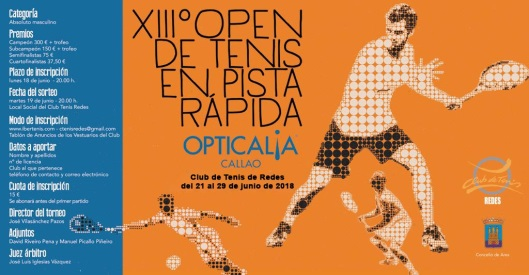 Categoría
Absoluto masculino
Premios
Campeón 300 € + trofeo
Subcampeón 150 € + trofeo
Semifinalistas 75 €
Cuartofinalistas 37,50 €
Plazo de inscripción
lunes 18 de junio - 20.00 h.
Fecha del sorteo
martes 19 de junio - 20.00 h.
Local Social del Club Tenis Redes
Modo de inscripción
www.ibertenis.com - ctenisredes@gmail.com
Tablón de Anuncios de los Vestuarios del Club
Datos a aportar
Nombre y apellidos
nº de licencia
Club al que pertenece
teléfono de contacto y correo electrónico
Cuota de inscripción
15 €
Se abonará antes del primer partido
Director del torneo
José Vilasánchez Pazos
Adjuntos
David Riveiro Pena y Manuel Picallo Piñeiro
Juez árbitro
José Luis Iglesias Vázquez
XIIIº OPEN
DE TENIS
EN PISTA
RÁPIDA
OPTICALIA
CALLAO
Club de Tenis de Redes
del 21 al 29 de junio de 2018
Club de Tenis
REDES
Concello de Ares